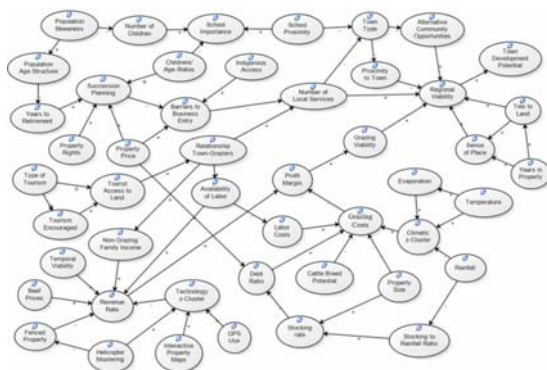 Population
Skewness
Number of
Children
School
Importance
School
Proximity
Town
Type
Alternative
Community
Opportunities
Population
Age Structure
Childrens'
Age Status
Indigenous
Access
Proximity
to Town
Regional
Viability
Town
Development
Potential
Years to
Retirement
Succession
Planning
Barriers to
Business
Entry
Number of
Local Services
Ties to
Land
Property
Rights
Property
Price
Relationship
Town-Graziers
Grazing
Viability
Sense
of Place
Years in
Property
Type of
Tourism
Tourist
Access to
Land
Availability
of Labor
Profit
Margin
Evaporation
Temperature
Tourism
Encouraged
Non-Grazing
Family Income
Labor
Costs
Grazing
Costs
Climatic
z-Cluster
Temporal
Viability
Debt
Ratio
Cattle Breed
Potential
Property
Size
Rainfall
Beef
Prices
Revenue
Rate
Technology
z-Cluster
Fenced
Property
Helicopter
Mustering
Interactive
Property
Maps
GPS
Use
Stocking
rate
Stocking to
Rainfall Ratio